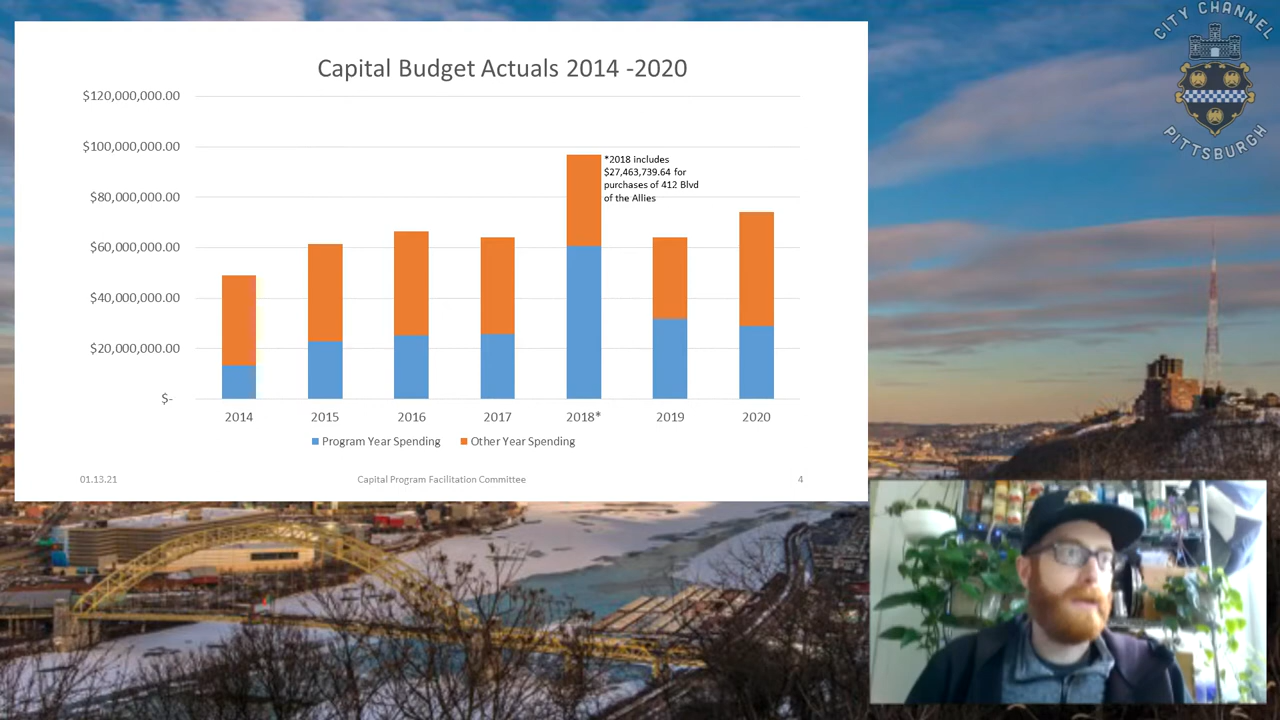 Capital Budget Actuals 2014 -2020
$120,000,000.00
$100,000,000.00
$80,000,000.00
$60,000,000.00
$40,000,000.00
$20,000,000.00
$-
*2018 includes
$27,463,739.64 for
purchases of 412 Blvd
of the Allies
2014 2015 2016 2017 2018* 2019 2020
Program Year Spending Other Year Spending
01.13.21 Capital Program Facilitation Committee 4
CITY CHANNEL
PITTSBURGH